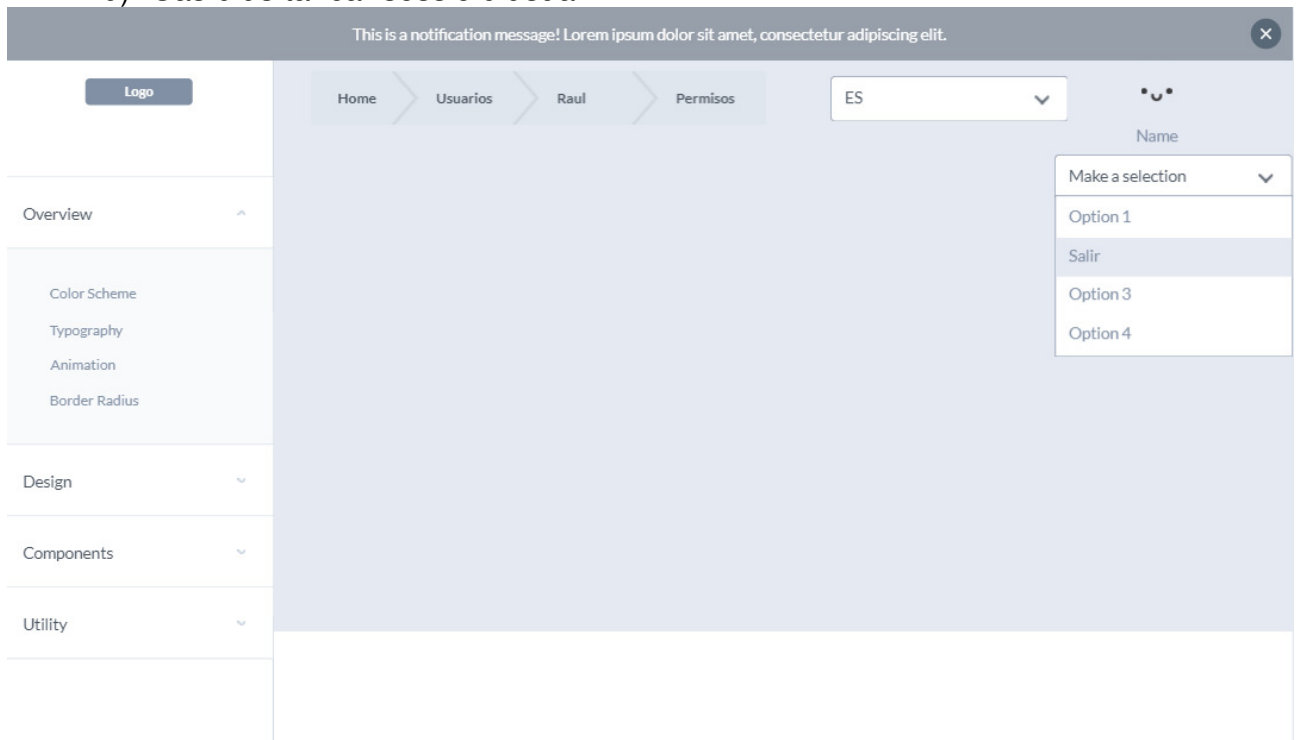 This is a notification message! Lorem ipsum dolor sit amet, consectetur adipiscing elit.
Logo
Home Usuarios Raul Permisos
ES
Name
Make a selection
Option 1
Salir
Option 3
Option 4
Overview
Color Scheme
Typography
Animation
Border Radius
Design
Components
Utility